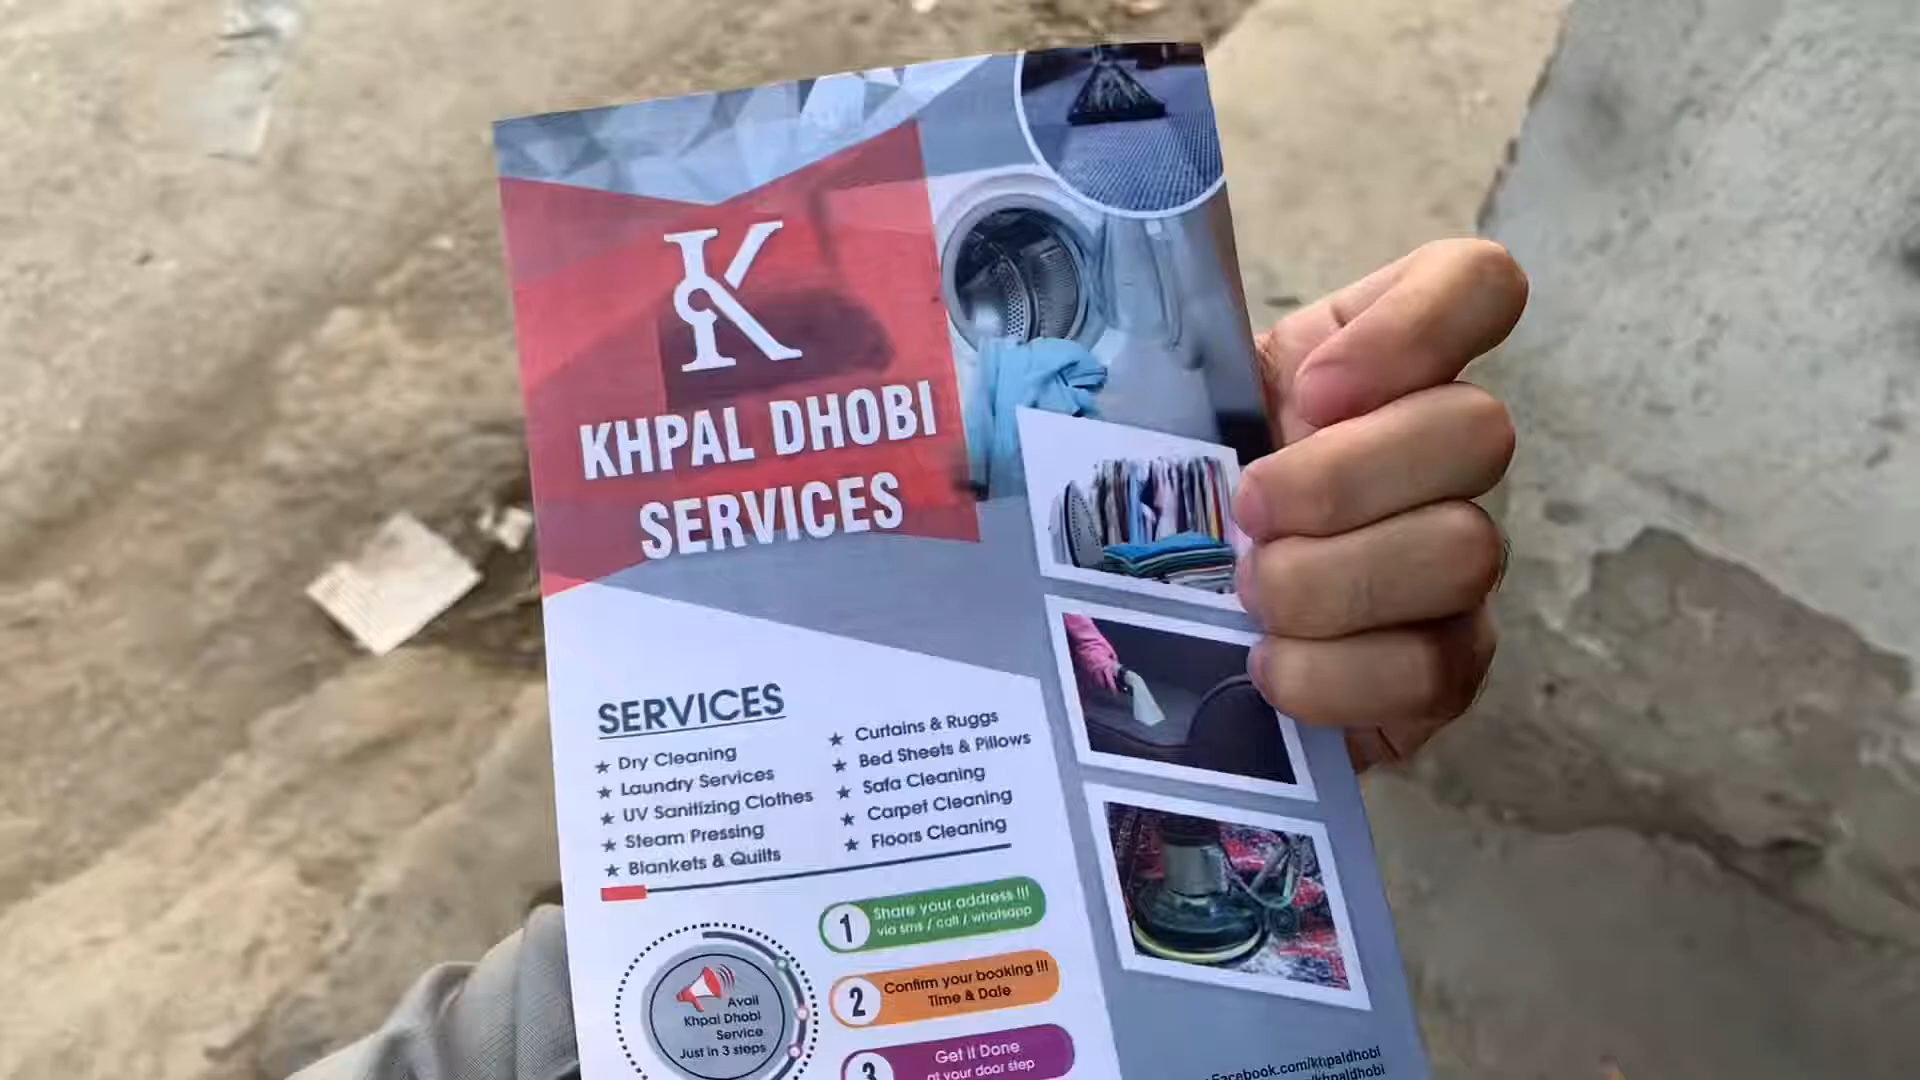 K
KHPAL DHOBI
SERVICES
SERVICES
★ Dry Cleaning
★ Laundry Services
★ UV Sanitizing Clothes
★ Steam Pressing
★ Blankets & Quilts
★ Curtains & Ruggs
★ Bed Sheets & Pillows
★ Safa Cleaning
★ Carpet Cleaning
★ Floors Cleaning
Avail
Khpal Dhobi
Service
Just in 3 steps
1
Share your address !!!
via sms / call / whatsapp
2
Confirm your booking !!!
Time & Date
3
Get it Done
at your door step
Facebook.com/khpaldhobi
/khpaldhobi